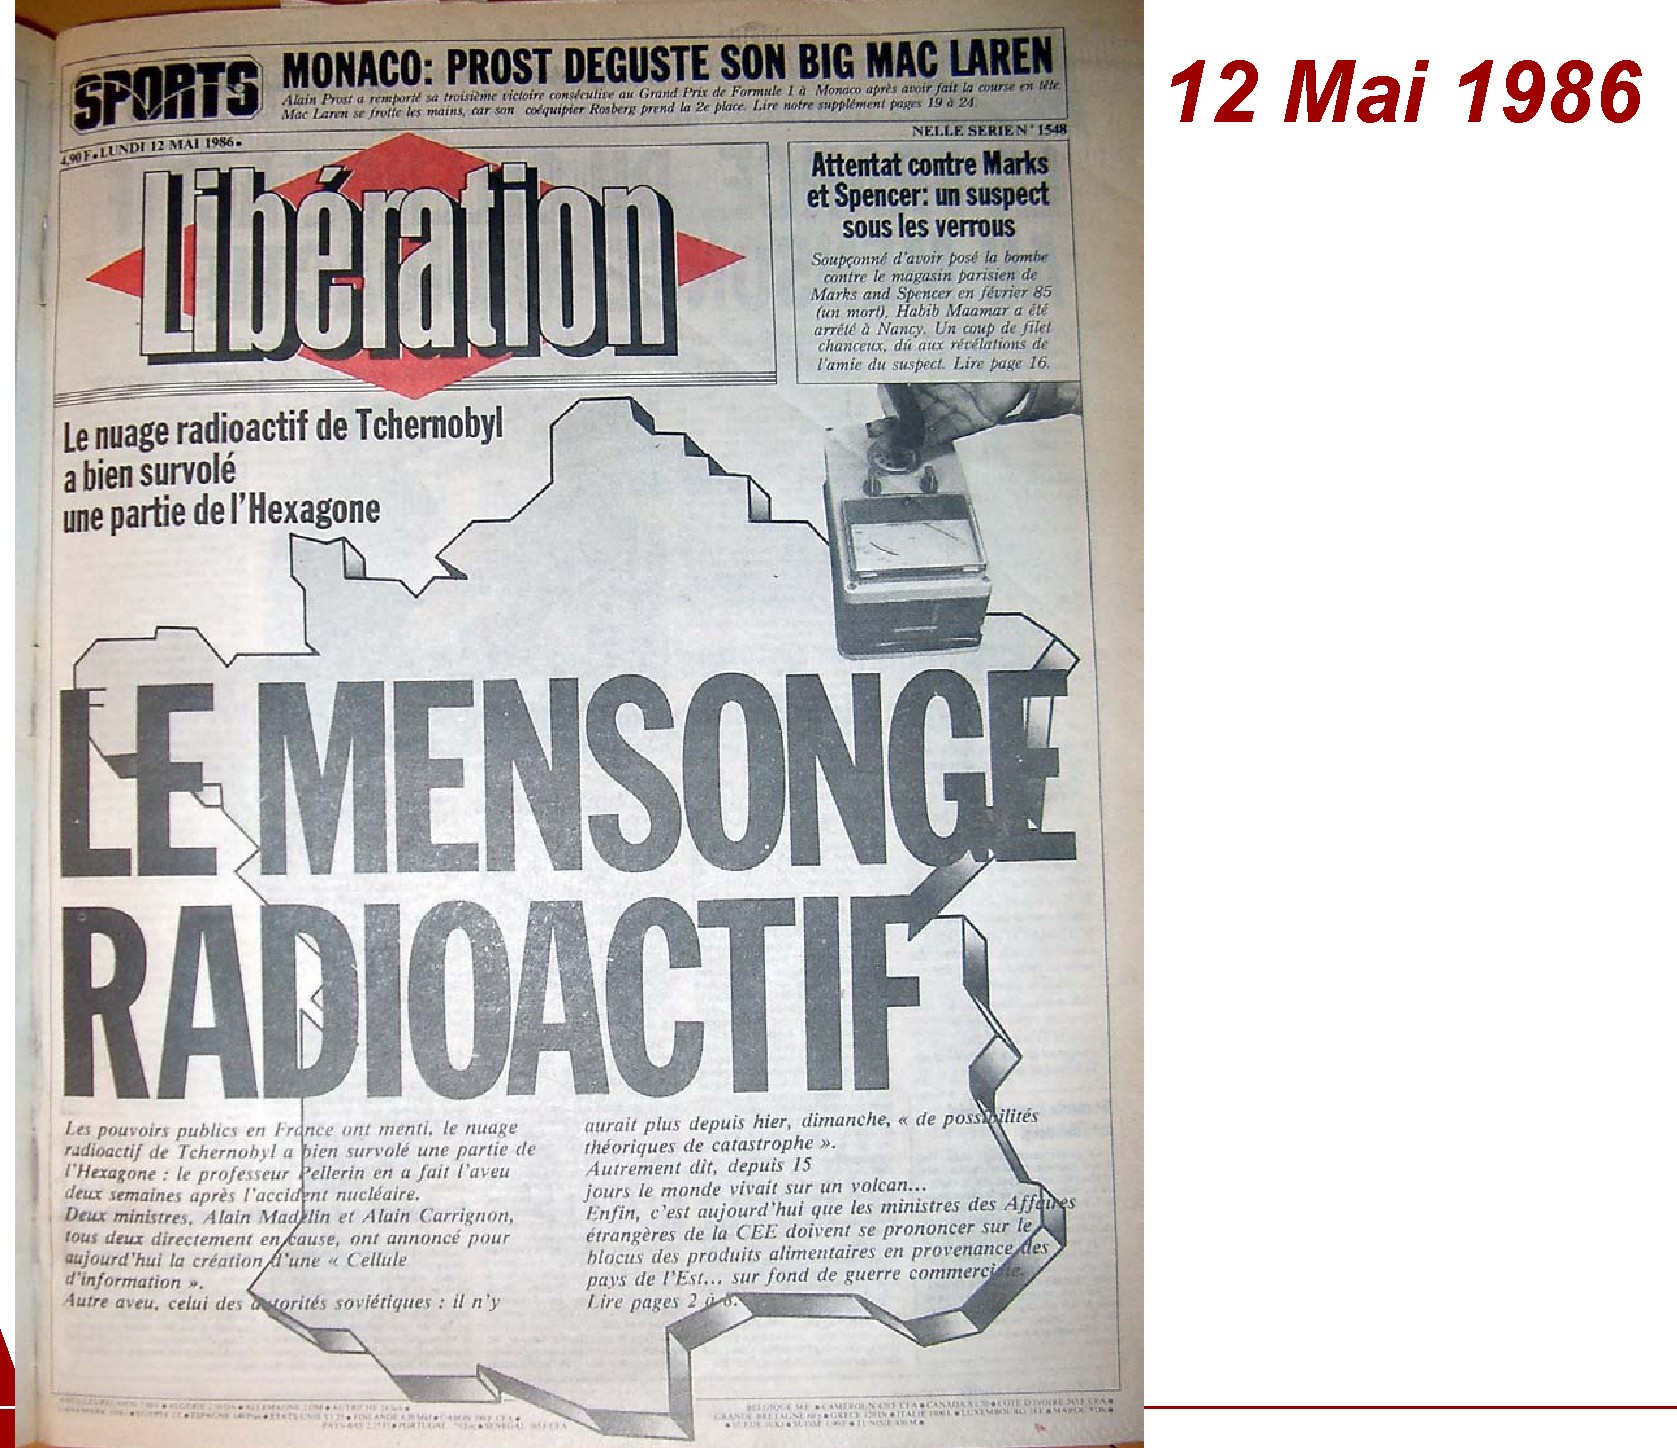 SPORTS
MONACO: PROST DEGUSTE SON BIG MAC LAREN
Alain Prost a remporté sa troisième victoire consécutive au Grand Prix de Formule 1 à Monaco après avoir fait la course en tête.
Mac Laren se frotte les mains, car son coéquipier Rosberg prend la 2e place. Lire notre supplément pages 19 à 24.
12 Mai 1986
4,90 F. LUNDI 12 MAI 1986.
NELLE SERIE N° 1548
Libération
Attentat contre Marks
et Spencer: un suspect
sous les verrous
Soupçonné d'avoir posé la bombe
contre le magasin parisien de
Marks and Spencer en février 85
(un mort), Habib Maamar a été
arrêté à Nancy. Un coup de filet
chanceux, dû aux révélations de
l'amie du suspect. Lire page 16.
Le nuage radioactif de Tchernobyl
a bien survolé
une partie de l'Hexagone
LE MENSONGE
RADIOACTIF
Les pouvoirs publics en France ont menti, le nuage
radioactif de Tchernobyl a bien survolé une partie de
l'Hexagone : le professeur Pellerin en a fait l'aveu
deux semaines après l'accident nucléaire.
Deux ministres, Alain Madelin et Alain Carrignon,
tous deux directement en cause, ont annoncé pour
aujourd'hui la création d'une « Cellule
d'information ».
Autre aveu, celui des autorités soviétiques : il n'y
aurait plus depuis hier, dimanche, « de possibilités
théoriques de catastrophe ».
Autrement dit, depuis 15
jours le monde vivait sur un volcan...
Enfin, c'est aujourd'hui que les ministres des Affaires
étrangères de la CEE doivent se prononcer sur le
blocus des produits alimentaires en provenance des
pays de l'Est... sur fond de guerre commerciale.
Lire pages 2 à 6.